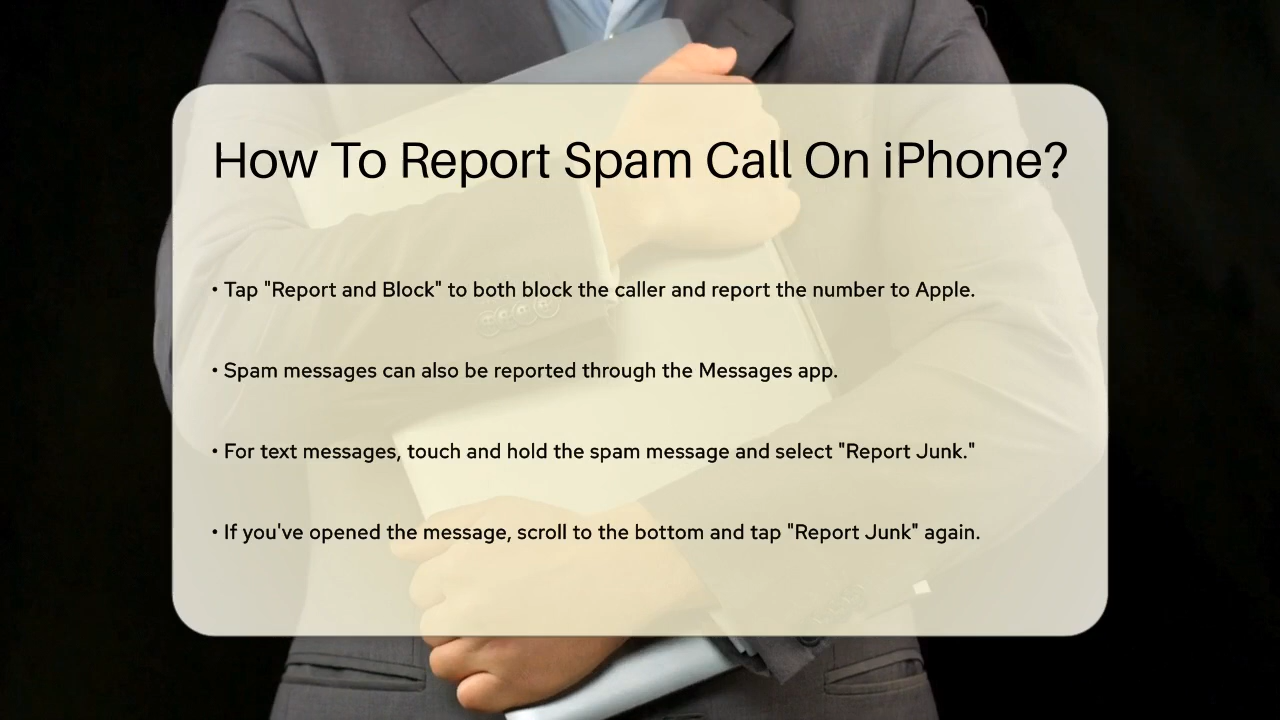 How To Report Spam Call On iPhone?
• Tap "Report and Block" to both block the caller and report the number to Apple.
• Spam messages can also be reported through the Messages app.
• For text messages, touch and hold the spam message and select "Report Junk."
• If you've opened the message, scroll to the bottom and tap "Report Junk" again.